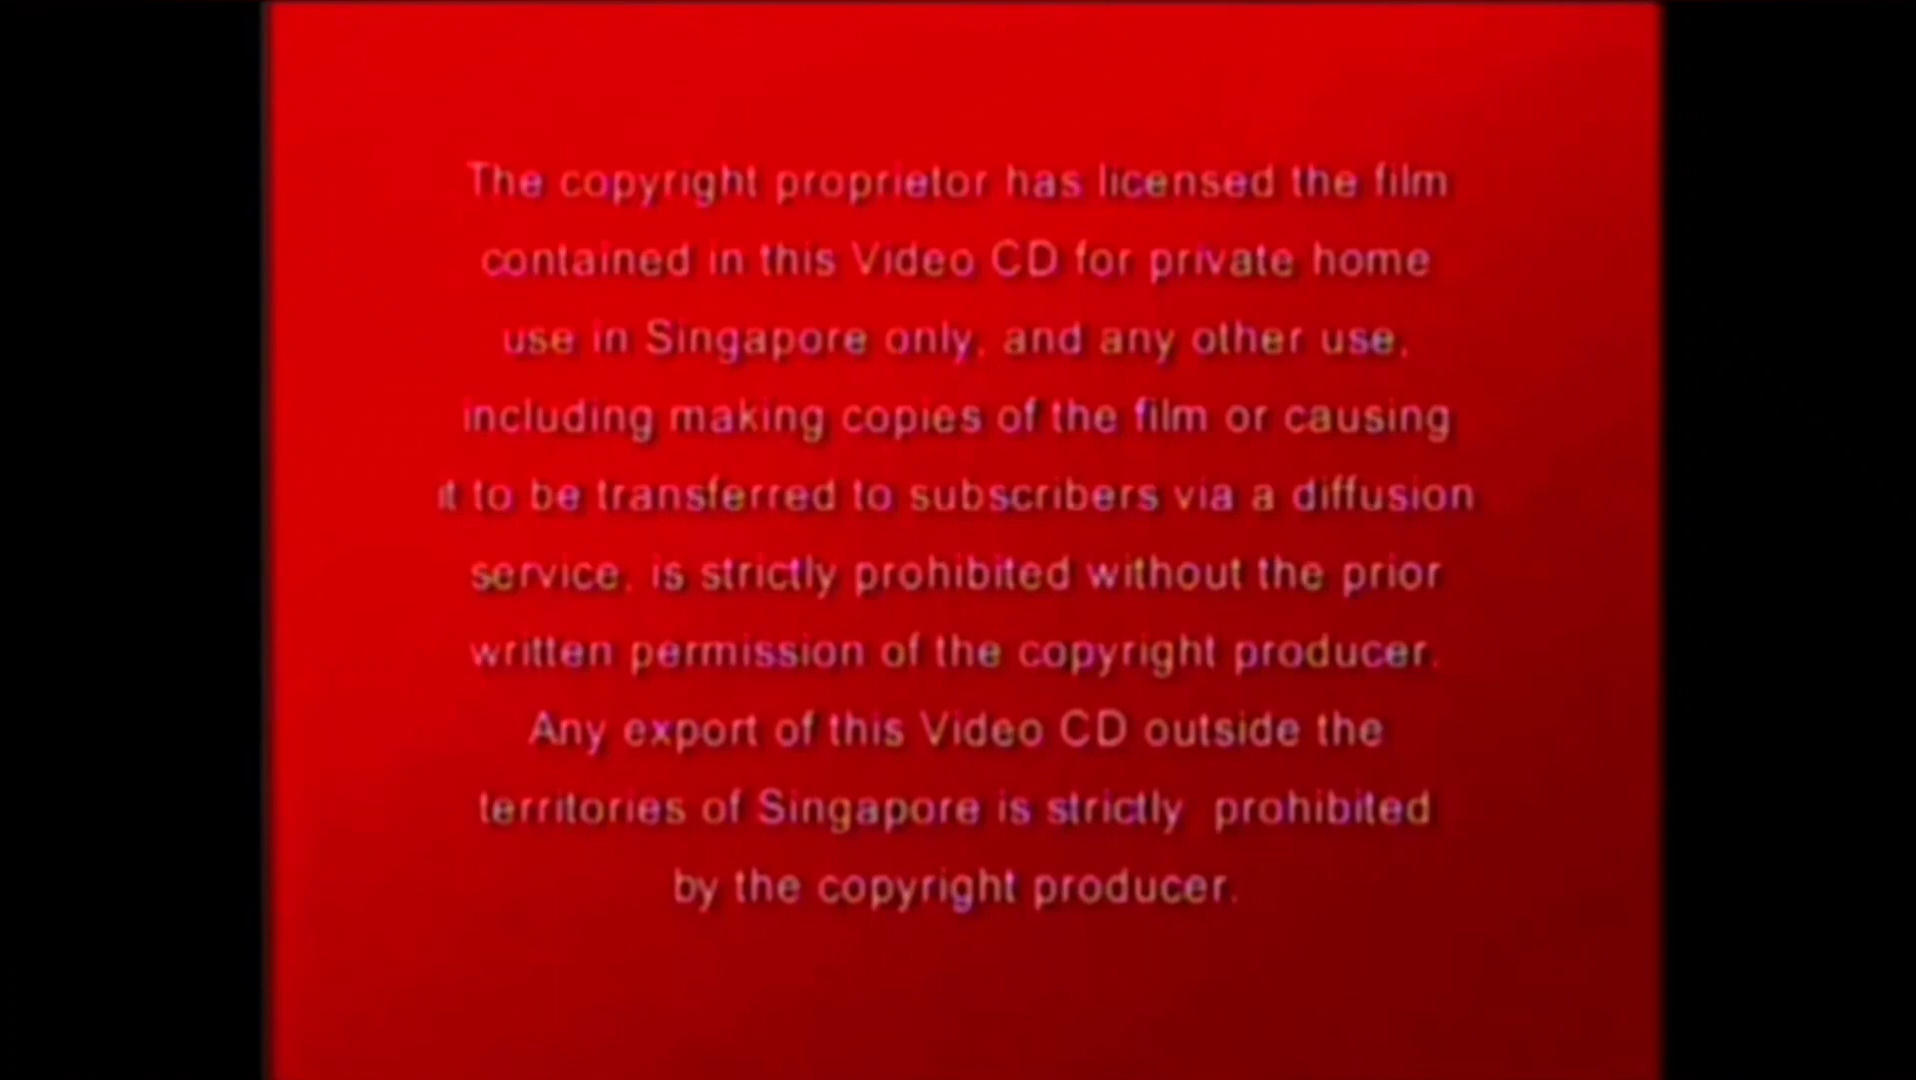 The copyright proprietor has licensed the film
contained in this Video CD for private home
use in Singapore only, and any other use,
including making copies of the film or causing
it to be transferred to subscribers via a diffusion
service, is strictly prohibited without the prior
written permission of the copyright producer.
Any export of this Video CD outside the
territories of Singapore is strictly prohibited
by the copyright producer.